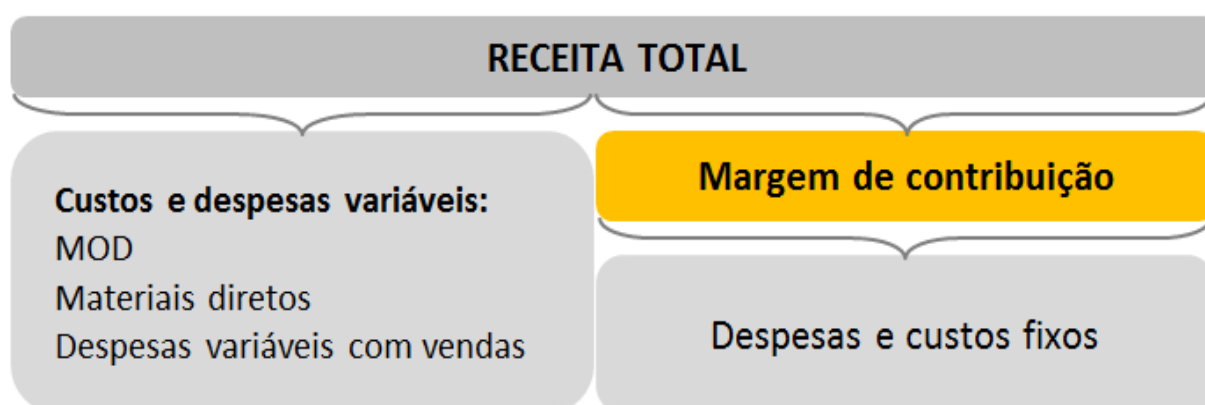 RECEITA TOTAL
Custos e despesas variáveis:
MOD
Materiais diretos
Despesas variáveis com vendas
Margem de contribuição
Despesas e custos fixos